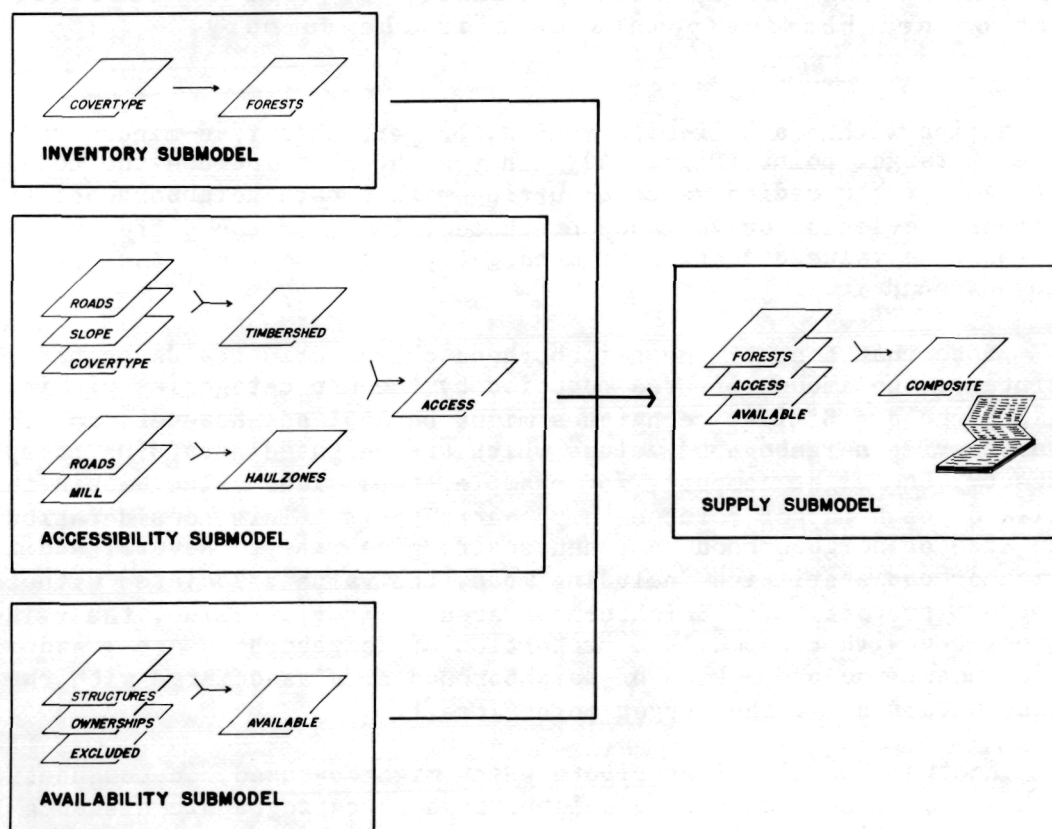 COVERTYPE
FORESTS
INVENTORY SUBMODEL
ROADS
SLOPE
COVERTYPE
TIMBERSHED
ACCESS
ROADS
MILL
HAULZONES
ACCESSIBILITY SUBMODEL
STRUCTURES
OWNERSHIPS
EXCLUDED
AVAILABLE
AVAILABILITY SUBMODEL
FORESTS
ACCESS
AVAILABLE
COMPOSITE
SUPPLY SUBMODEL